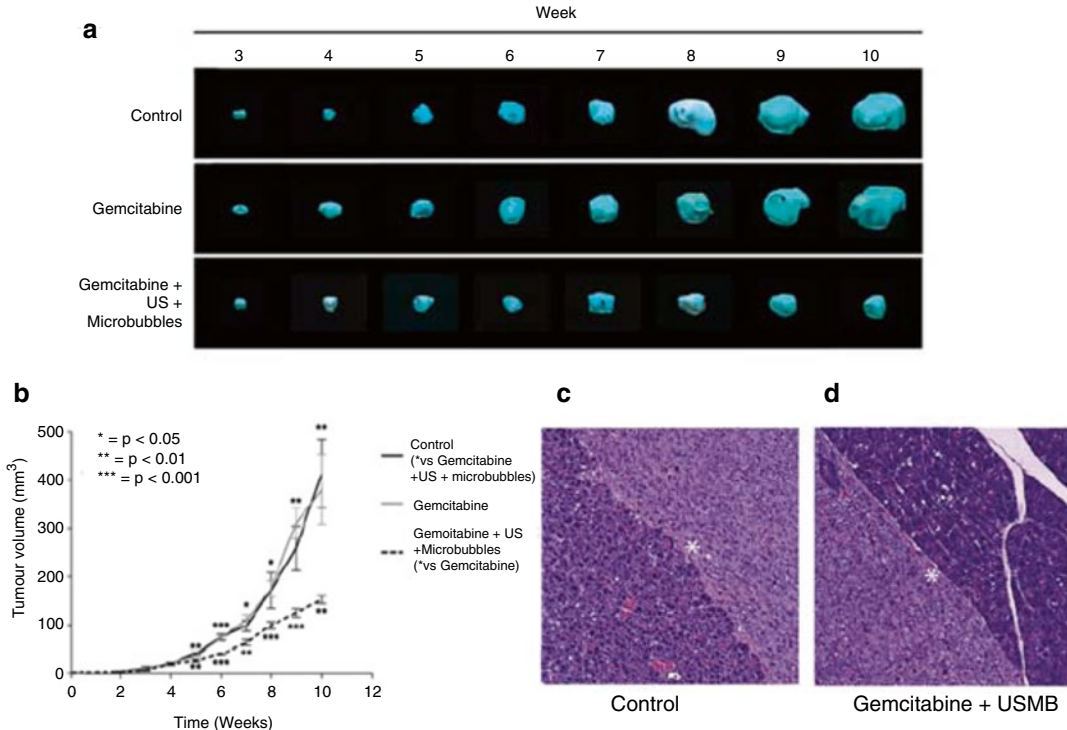 a
Week
3 4 5 6 7 8 9 10
Control
Gemcitabine
Gemcitabine +
US +
Microbubbles
b
Tumour volume (mm³)
500
400
300
200
100
0
* = p < 0.05
** = p < 0.01
*** = p < 0.001
** *** * * ** **
** *** ** *** *** **
0 2 4 6 8 10 12
Time (Weeks)
Control
(*vs Gemcitabine
+US + microbubbles)
Gemcitabine
Gemoitabine + US
+Microbubbles
(*vs Gemcitabine)
c
*
Control
d
*
Gemcitabine + USMB